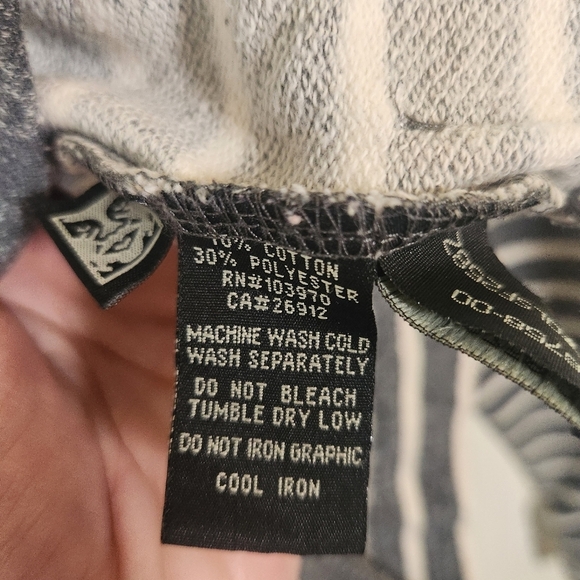 % COTTON
30% POLYESTER
RN#103970
CA#26912
MACHINE WASH COLD
WASH SEPARATELY
DO NOT BLEACH
TUMBLE DRY LOW
DO NOT IRON GRAPHIC
COOL IRON